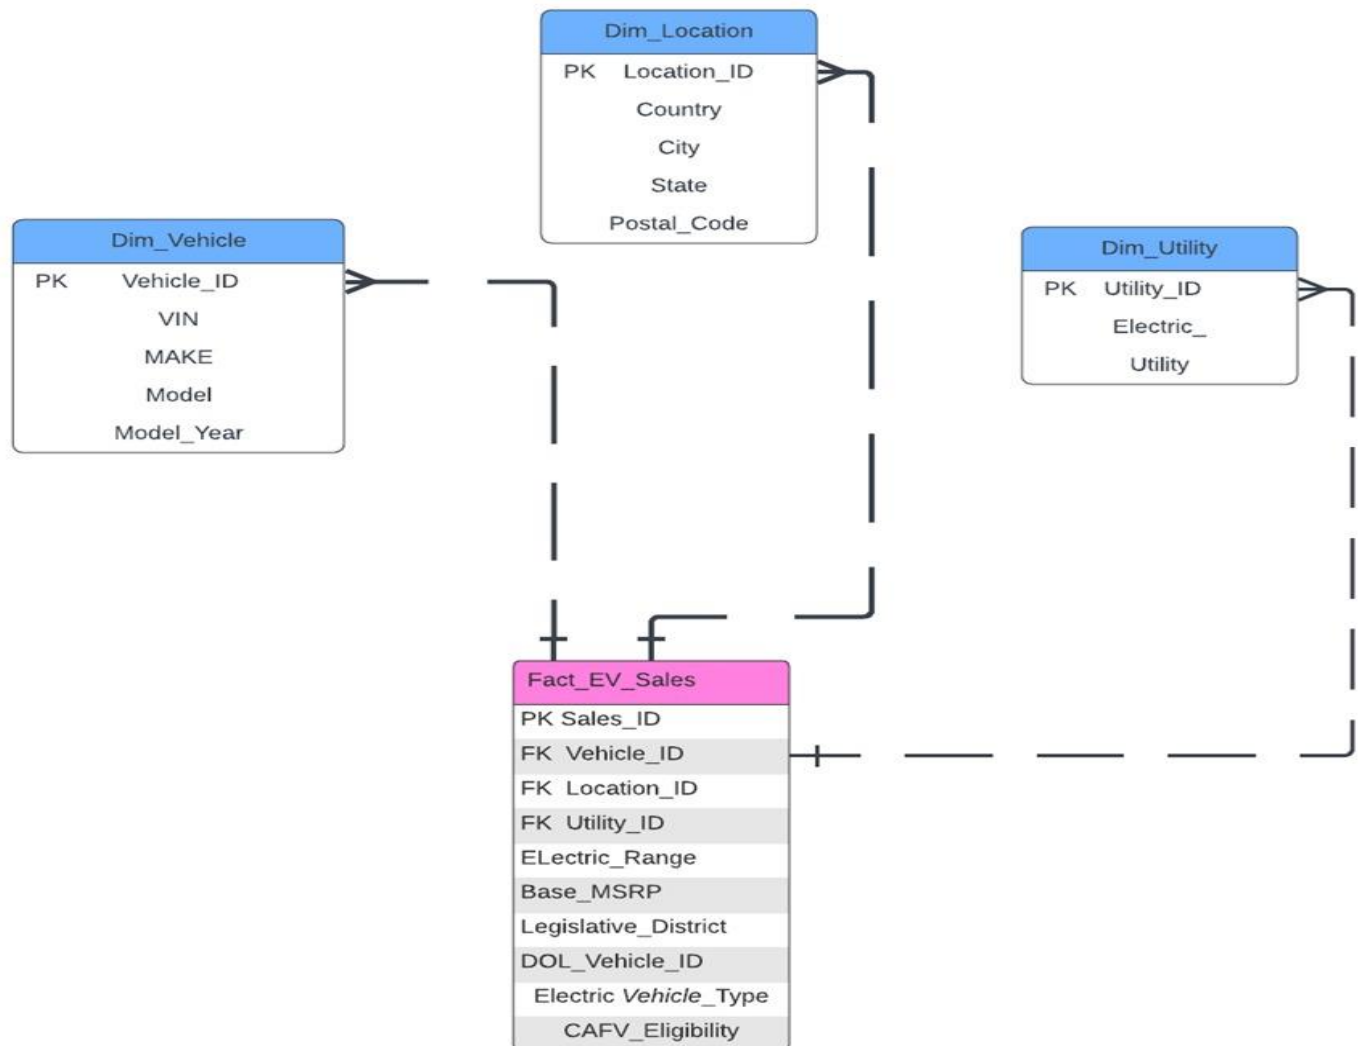 Dim_Location
PK Location_ID
Country
City
State
Postal_Code
Dim_Vehicle
PK Vehicle_ID
VIN
MAKE
Model
Model_Year
Dim_Utility
PK Utility_ID
Electric_
Utility
Fact_EV_Sales
PK Sales_ID
FK Vehicle_ID
FK Location_ID
FK Utility_ID
ELectric_Range
Base_MSRP
Legislative_District
DOL_Vehicle_ID
Electric Vehicle_Type
CAFV_Eligibility